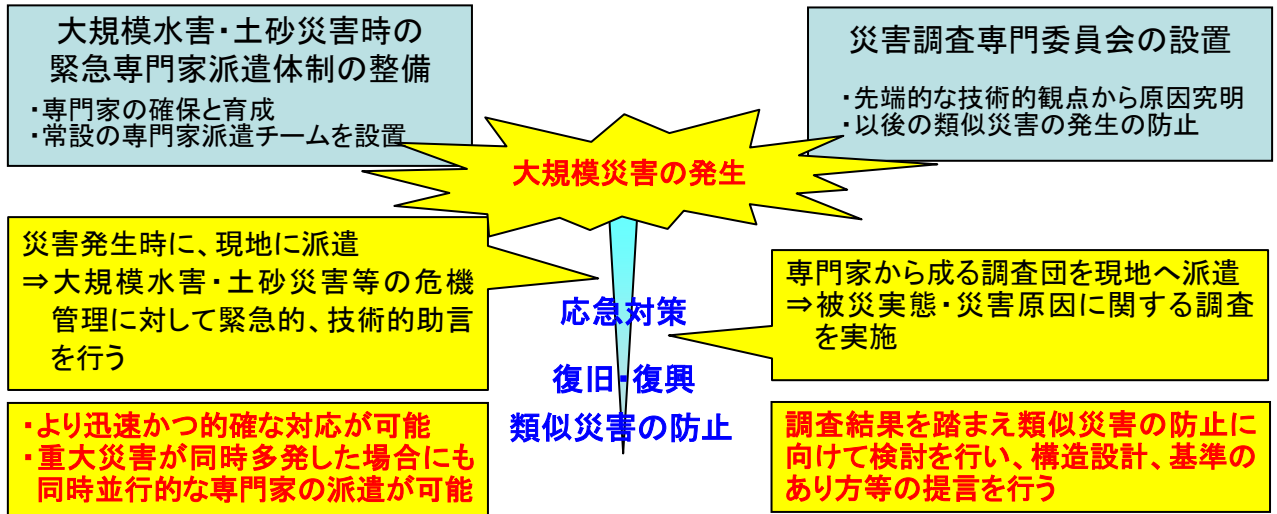 大規模水害・土砂災害時の
緊急専門家派遣体制の整備
・専門家の確保と育成
・常設の専門家派遣チームを設置
災害調査専門委員会の設置
・先端的な技術的観点から原因究明
・以後の類似災害の発生の防止
大規模災害の発生
災害発生時に、現地に派遣
⇒大規模水害・土砂災害等の危機
管理に対して緊急的、技術的助言
を行う
専門家から成る調査団を現地へ派遣
⇒被災実態・災害原因に関する調査
を実施
応急対策
復旧・復興
類似災害の防止
・より迅速かつ的確な対応が可能
・重大災害が同時多発した場合にも
同時並行的な専門家の派遣が可能
調査結果を踏まえ類似災害の防止に
向けて検討を行い、構造設計、基準の
あり方等の提言を行う